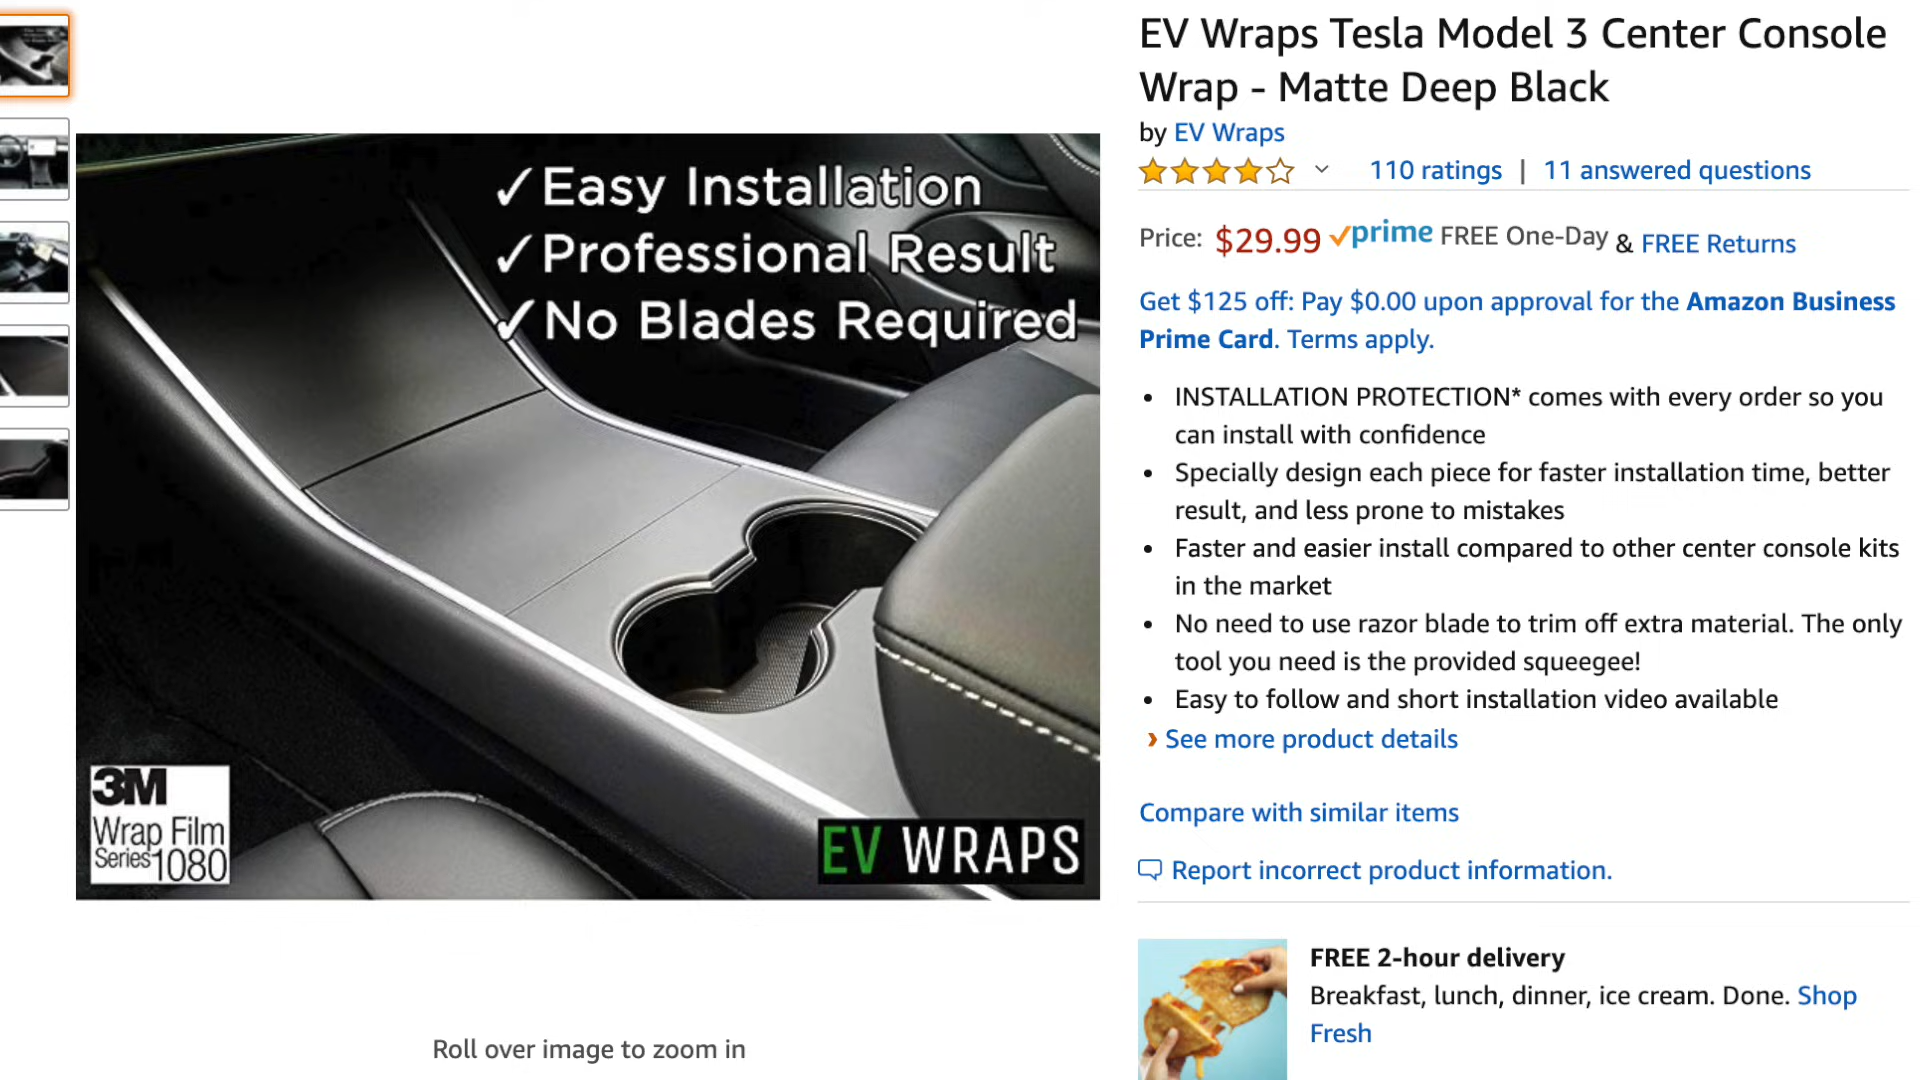 EV Wraps Tesla Model 3 Center Console
Wrap - Matte Deep Black
by EV Wraps
110 ratings | 11 answered questions
Price: $29.99 prime FREE One-Day & FREE Returns
Get $125 off: Pay $0.00 upon approval for the Amazon Business
Prime Card. Terms apply.
• INSTALLATION PROTECTION* comes with every order so you
can install with confidence
• Specially design each piece for faster installation time, better
result, and less prone to mistakes
• Faster and easier install compared to other center console kits
in the market
• No need to use razor blade to trim off extra material. The only
tool you need is the provided squeegee!
• Easy to follow and short installation video available
› See more product details
Compare with similar items
Report incorrect product information.
FREE 2-hour delivery
Breakfast, lunch, dinner, ice cream. Done. Shop
Fresh
✓Easy Installation
✓Professional Result
✓No Blades Required
3M
Wrap Film
Series 1080
EV WRAPS
Roll over image to zoom in